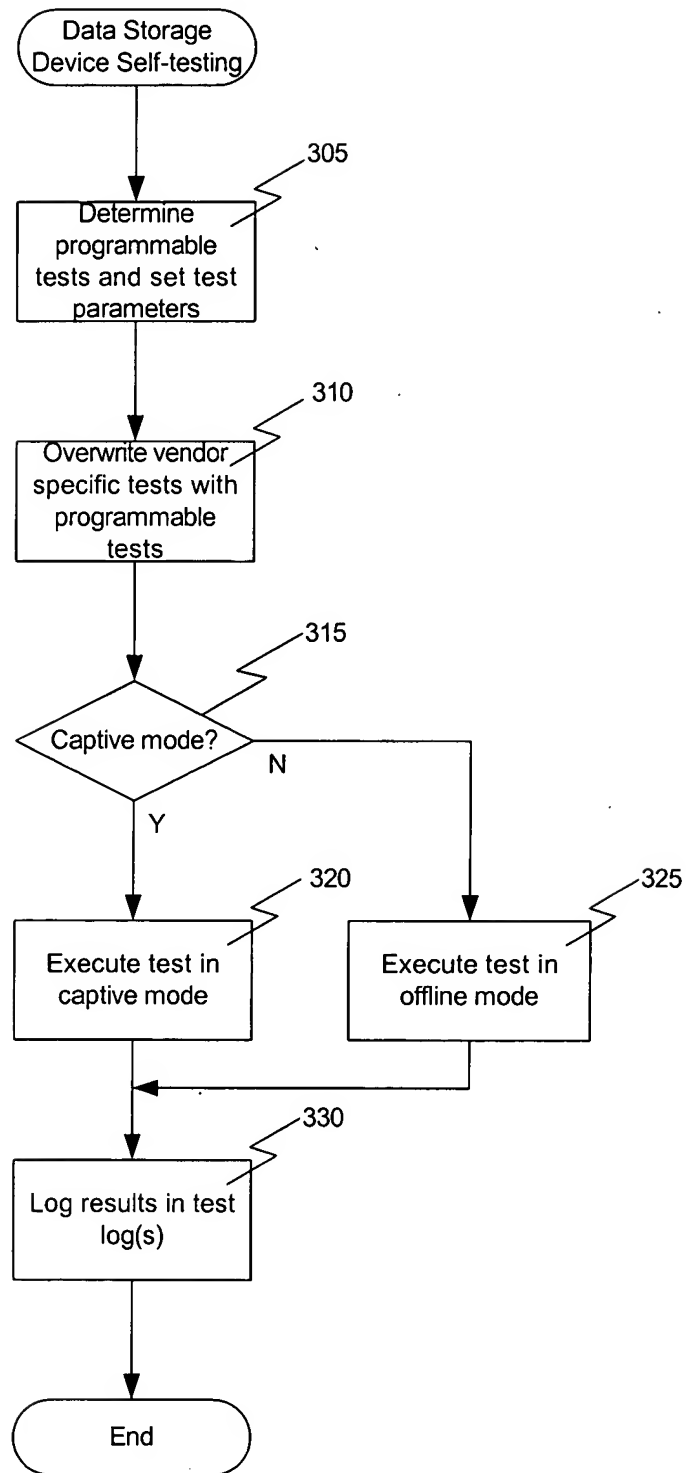 Data Storage
Device Self-testing
305
Determine
programmable
tests and set test
parameters
310
Overwrite vendor
specific tests with
programmable
tests
315
Captive mode?
N
Y
320
325
Execute test in
captive mode
Execute test in
offline mode
330
Log results in test
log(s)
End